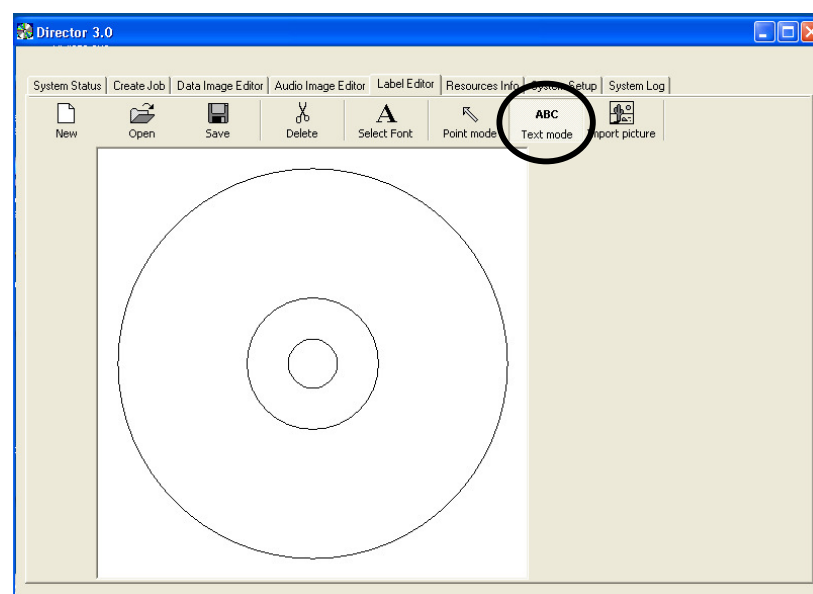 Director 3.0
System Status Create Job Data Image Editor Audio Image Editor Label Editor Resources Info System Setup System Log
ABC
New Open Save Delete Select Font Point mode Text mode Import picture